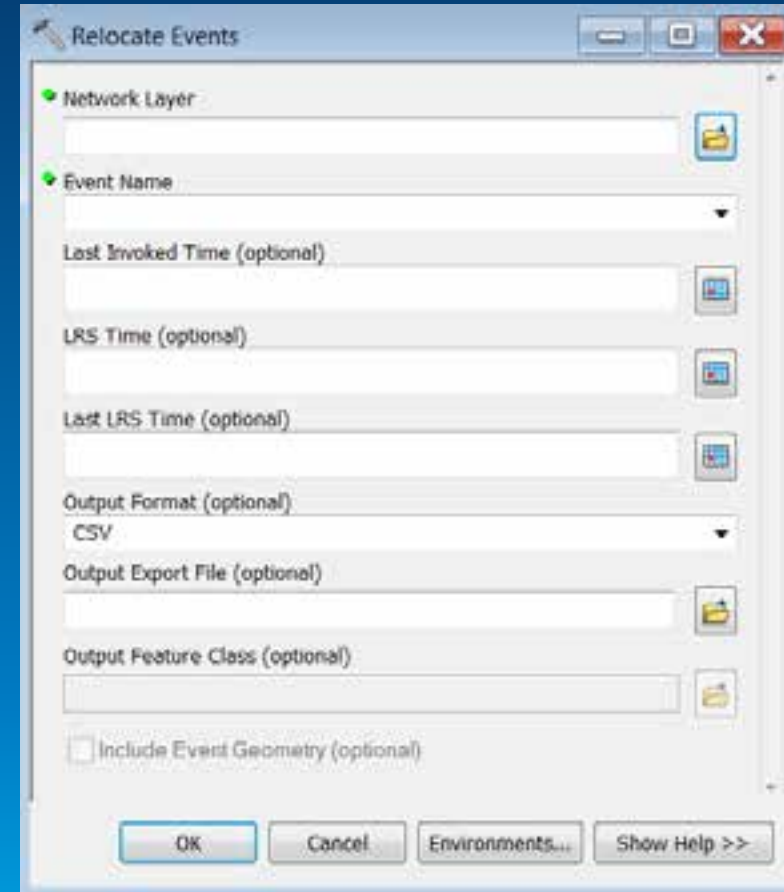 Relocate Events
Network Layer
Event Name
Last Invoked Time (optional)
LRS Time (optional)
Last LRS Time (optional)
Output Format (optional)
CSV
Output Export File (optional)
Output Feature Class (optional)
Include Event Geometry (optional)
OK Cancel Environments... Show Help >>